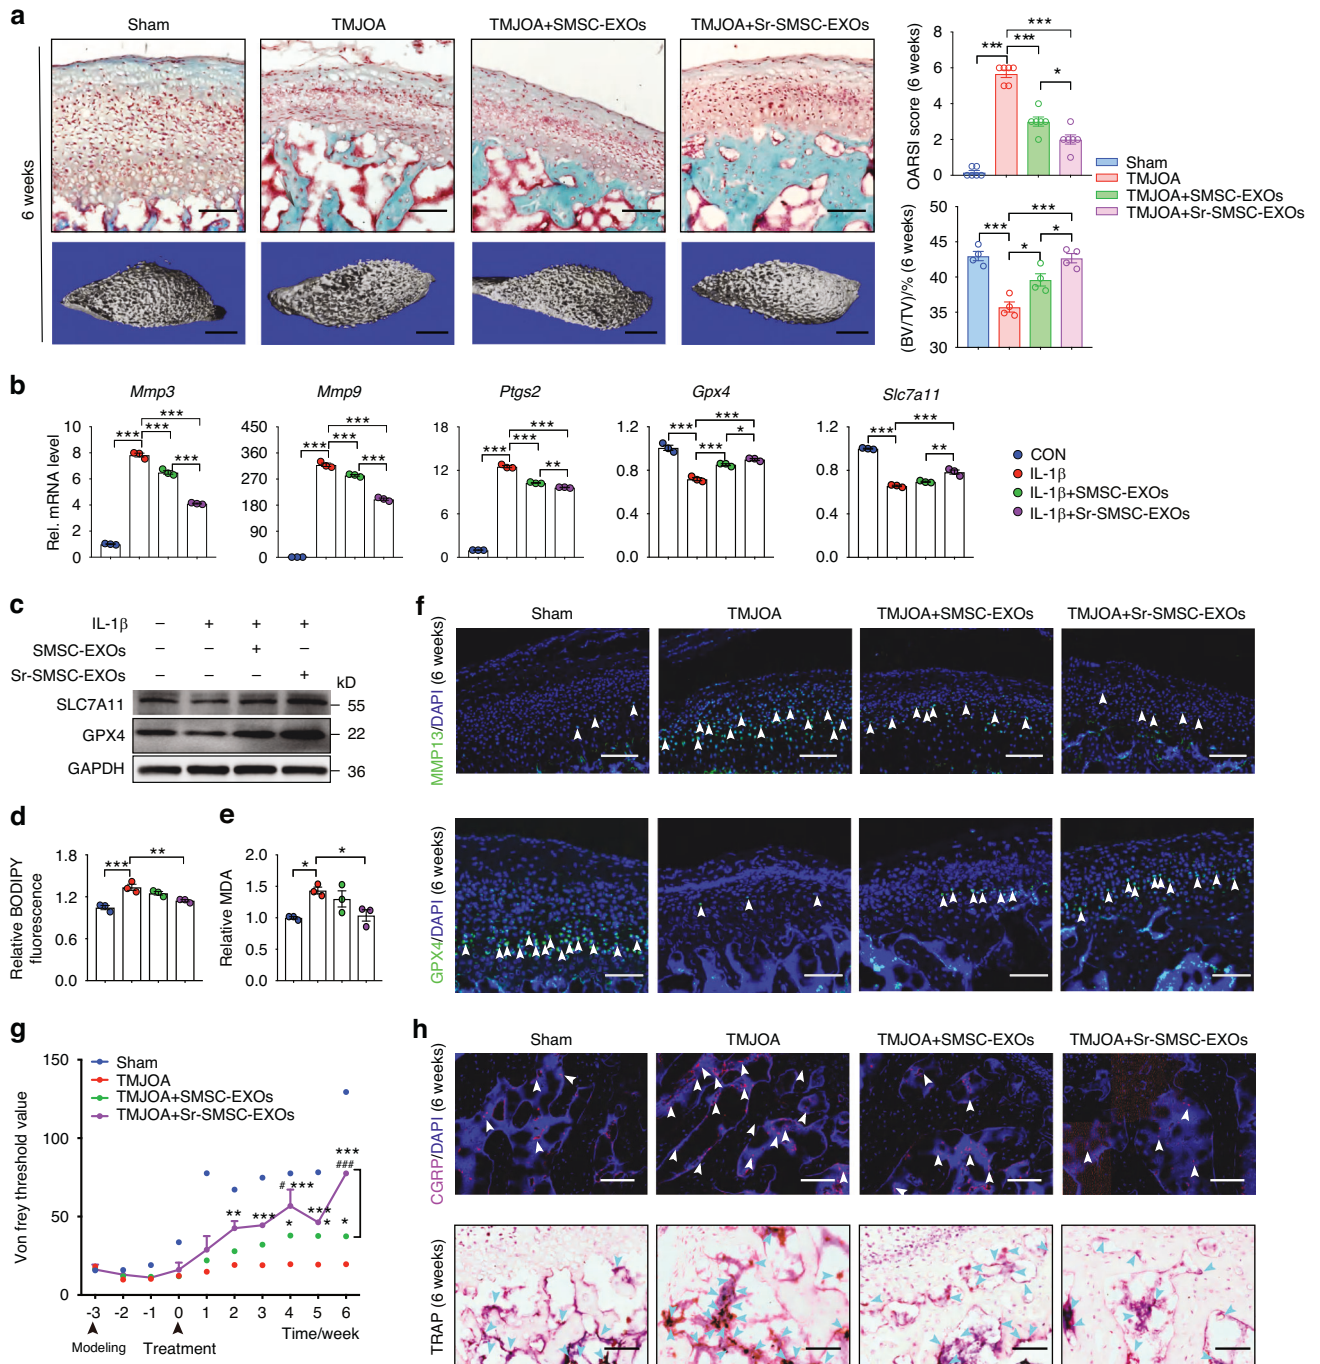 a
Sham
TMJOA
TMJOA+SMSC-EXOs
TMJOA+Sr-SMSC-EXOs
6 weeks
OARSI score (6 weeks)
8
6
4
2
0
***
***
***
*
(BV/TV)/% (6 weeks)
50
45
40
35
30
***
***
*
*
Sham
TMJOA
TMJOA+SMSC-EXOs
TMJOA+Sr-SMSC-EXOs
b
Rel. mRNA level
Mmp3
10
8
6
4
2
0
***
***
***
***
Mmp9
450
360
270
180
90
0
***
***
***
***
Ptgs2
18
12
6
0
***
***
***
**
Gpx4
1.2
0.8
0.4
0.0
***
***
***
*
Slc7a11
1.2
0.8
0.4
0.0
***
***
**
CON
IL-1β
IL-1β+SMSC-EXOs
IL-1β+Sr-SMSC-EXOs
c
IL-1β – + + +
SMSC-EXOs – – + –
Sr-SMSC-EXOs – – – +
kD
SLC7A11 55
GPX4 22
GAPDH 36
d
Relative BODIPY
fluorescence
1.8
1.2
0.6
0.0
***
**
e
Relative MDA
2.0
1.5
1.0
0.5
0.0
*
*
f
Sham
TMJOA
TMJOA+SMSC-EXOs
TMJOA+Sr-SMSC-EXOs
MMP13/DAPI (6 weeks)
GPX4/DAPI (6 weeks)
g
Von frey threshold value
150
100
50
0
Sham
TMJOA
TMJOA+SMSC-EXOs
TMJOA+Sr-SMSC-EXOs
***
###
# ***
** *** ***
* * *
-3 -2 -1 0 1 2 3 4 5 6
Time/week
Modeling
Treatment
h
Sham
TMJOA
TMJOA+SMSC-EXOs
TMJOA+Sr-SMSC-EXOs
CGRP/DAPI (6 weeks)
TRAP (6 weeks)